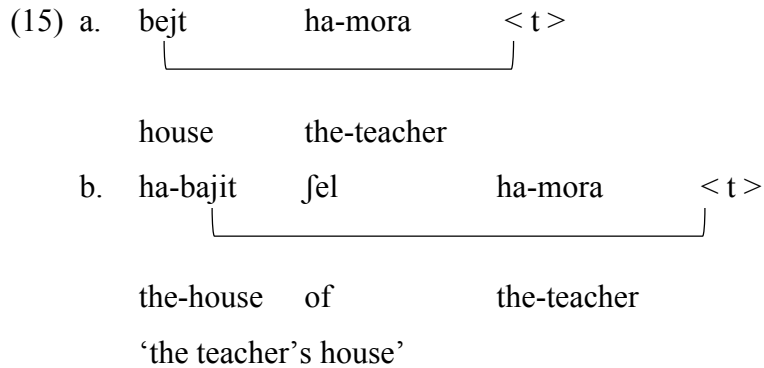 (15) a. bejt ha-mora < t >
house the-teacher
b. ha-bajit ʃel ha-mora < t >
the-house of the-teacher
‘the teacher’s house’